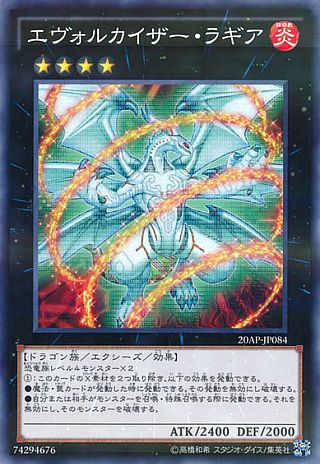 エヴォルカイザー・ラギア
炎
20AP-JP084
【ドラゴン族/エクシーズ/効果】
恐竜族レベル4モンスター×2
①:このカードのX素材を2つ取り除き、以下の効果を発動できる。
●魔法・罠カードが発動した時に発動できる。その発動を無効にし破壊する。
●自分または相手がモンスターを召喚・特殊召喚する際に発動できる。それを
無効にし、そのモンスターを破壊する。
ATK/2400 DEF/2000
74294676
©高橋和希 スタジオ・ダイス/集英社